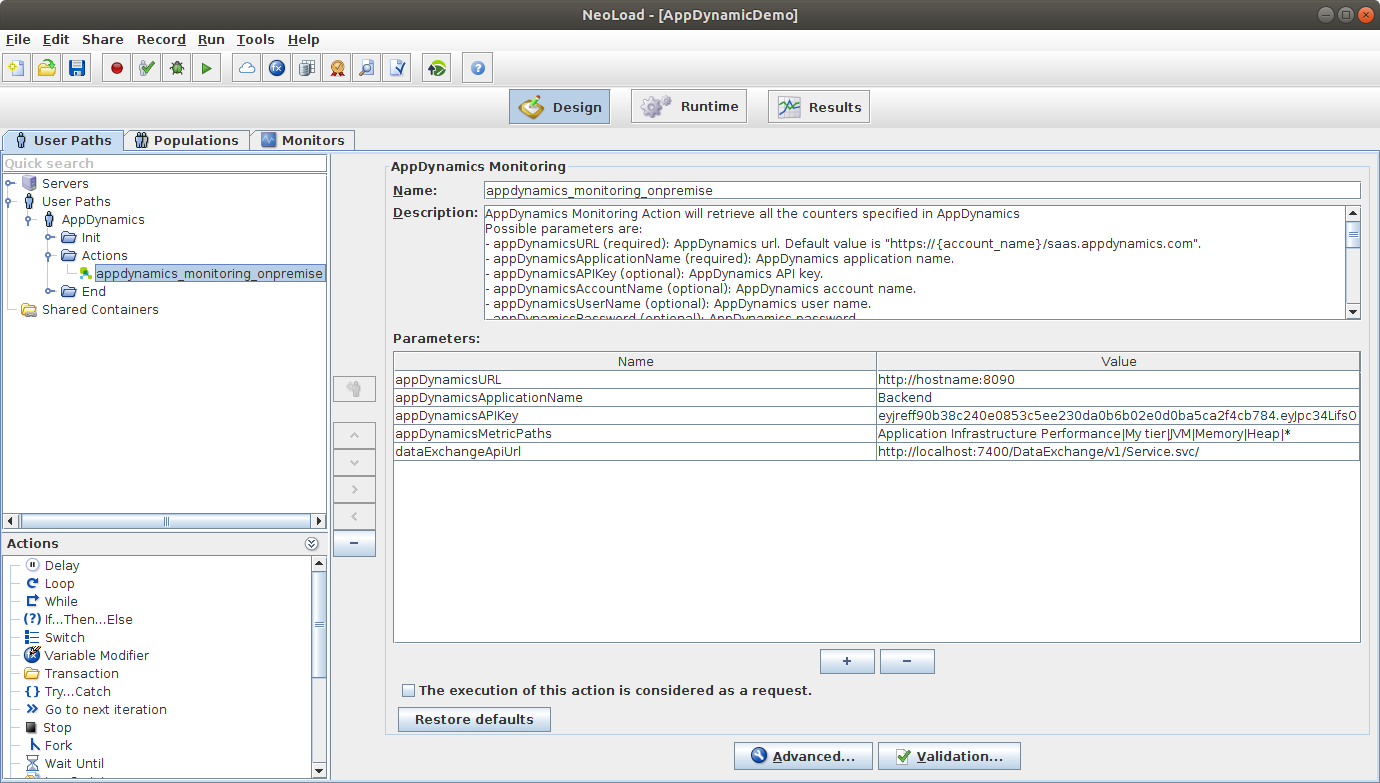 NeoLoad - [AppDynamicDemo]
File Edit Share Record Run Tools Help
Design Runtime Results
User Paths Populations Monitors
Quick search
Servers
User Paths
AppDynamics
Init
Actions
appdynamics_monitoring_onpremise
End
Shared Containers
Actions
Delay
Loop
While
If...Then...Else
Switch
Variable Modifier
Transaction
Try...Catch
Go to next iteration
Stop
Fork
Wait Until
AppDynamics Monitoring
Name: appdynamics_monitoring_onpremise
Description: AppDynamics Monitoring Action will retrieve all the counters specified in AppDynamics
Possible parameters are:
- appDynamicsURL (required): AppDynamics url. Default value is "https://{account_name}/saas.appdynamics.com".
- appDynamicsApplicationName (required): AppDynamics application name.
- appDynamicsAPIKey (optional): AppDynamics API key.
- appDynamicsAccountName (optional): AppDynamics account name.
- appDynamicsUserName (optional): AppDynamics user name.
- appDynamicsPassword (optional): AppDynamics password
Parameters:
Name Value
appDynamicsURL http://hostname:8090
appDynamicsApplicationName Backend
appDynamicsAPIKey eyjreff90b38c240e0853c5ee230da0b6b02e0d0ba5ca2f4cb784.eyJpc34LifsO
appDynamicsMetricPaths Application Infrastructure Performance|My tier|JVM|Memory|Heap|*
dataExchangeApiUrl http://localhost:7400/DataExchange/v1/Service.svc/
+ −
The execution of this action is considered as a request.
Restore defaults
Advanced... Validation...